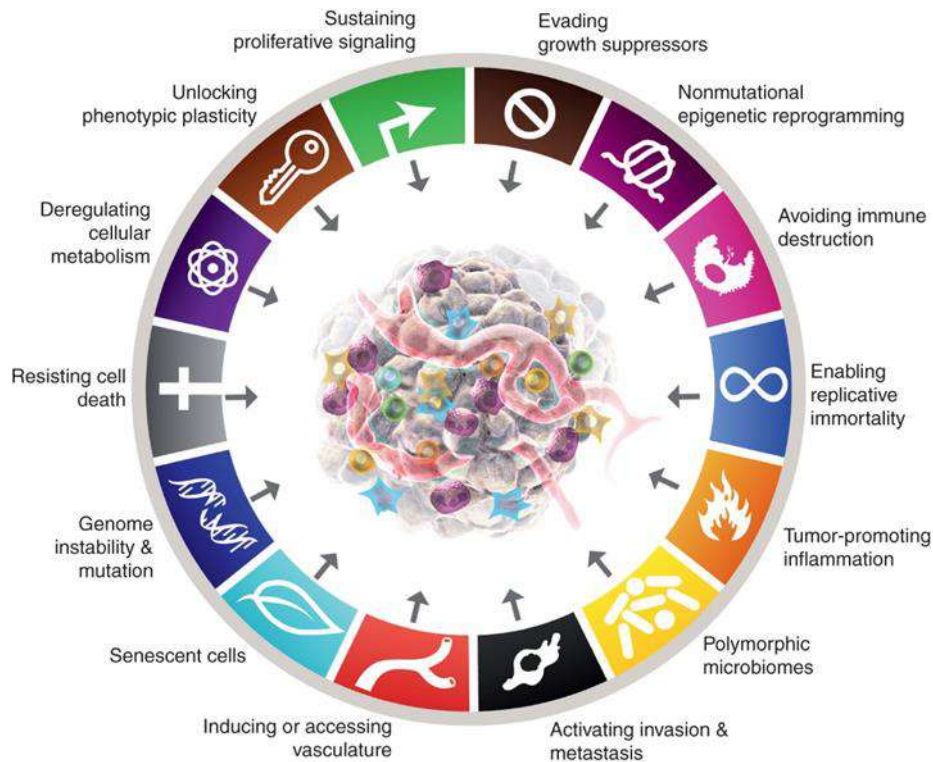 Sustaining
proliferative signaling
Evading
growth suppressors
Nonmutational
epigenetic reprogramming
Avoiding immune
destruction
Enabling
replicative
immortality
Tumor-promoting
inflammation
Polymorphic
microbiomes
Activating invasion &
metastasis
Inducing or accessing
vasculature
Senescent cells
Genome
instability &
mutation
Resisting cell
death
Deregulating
cellular
metabolism
Unlocking
phenotypic plasticity